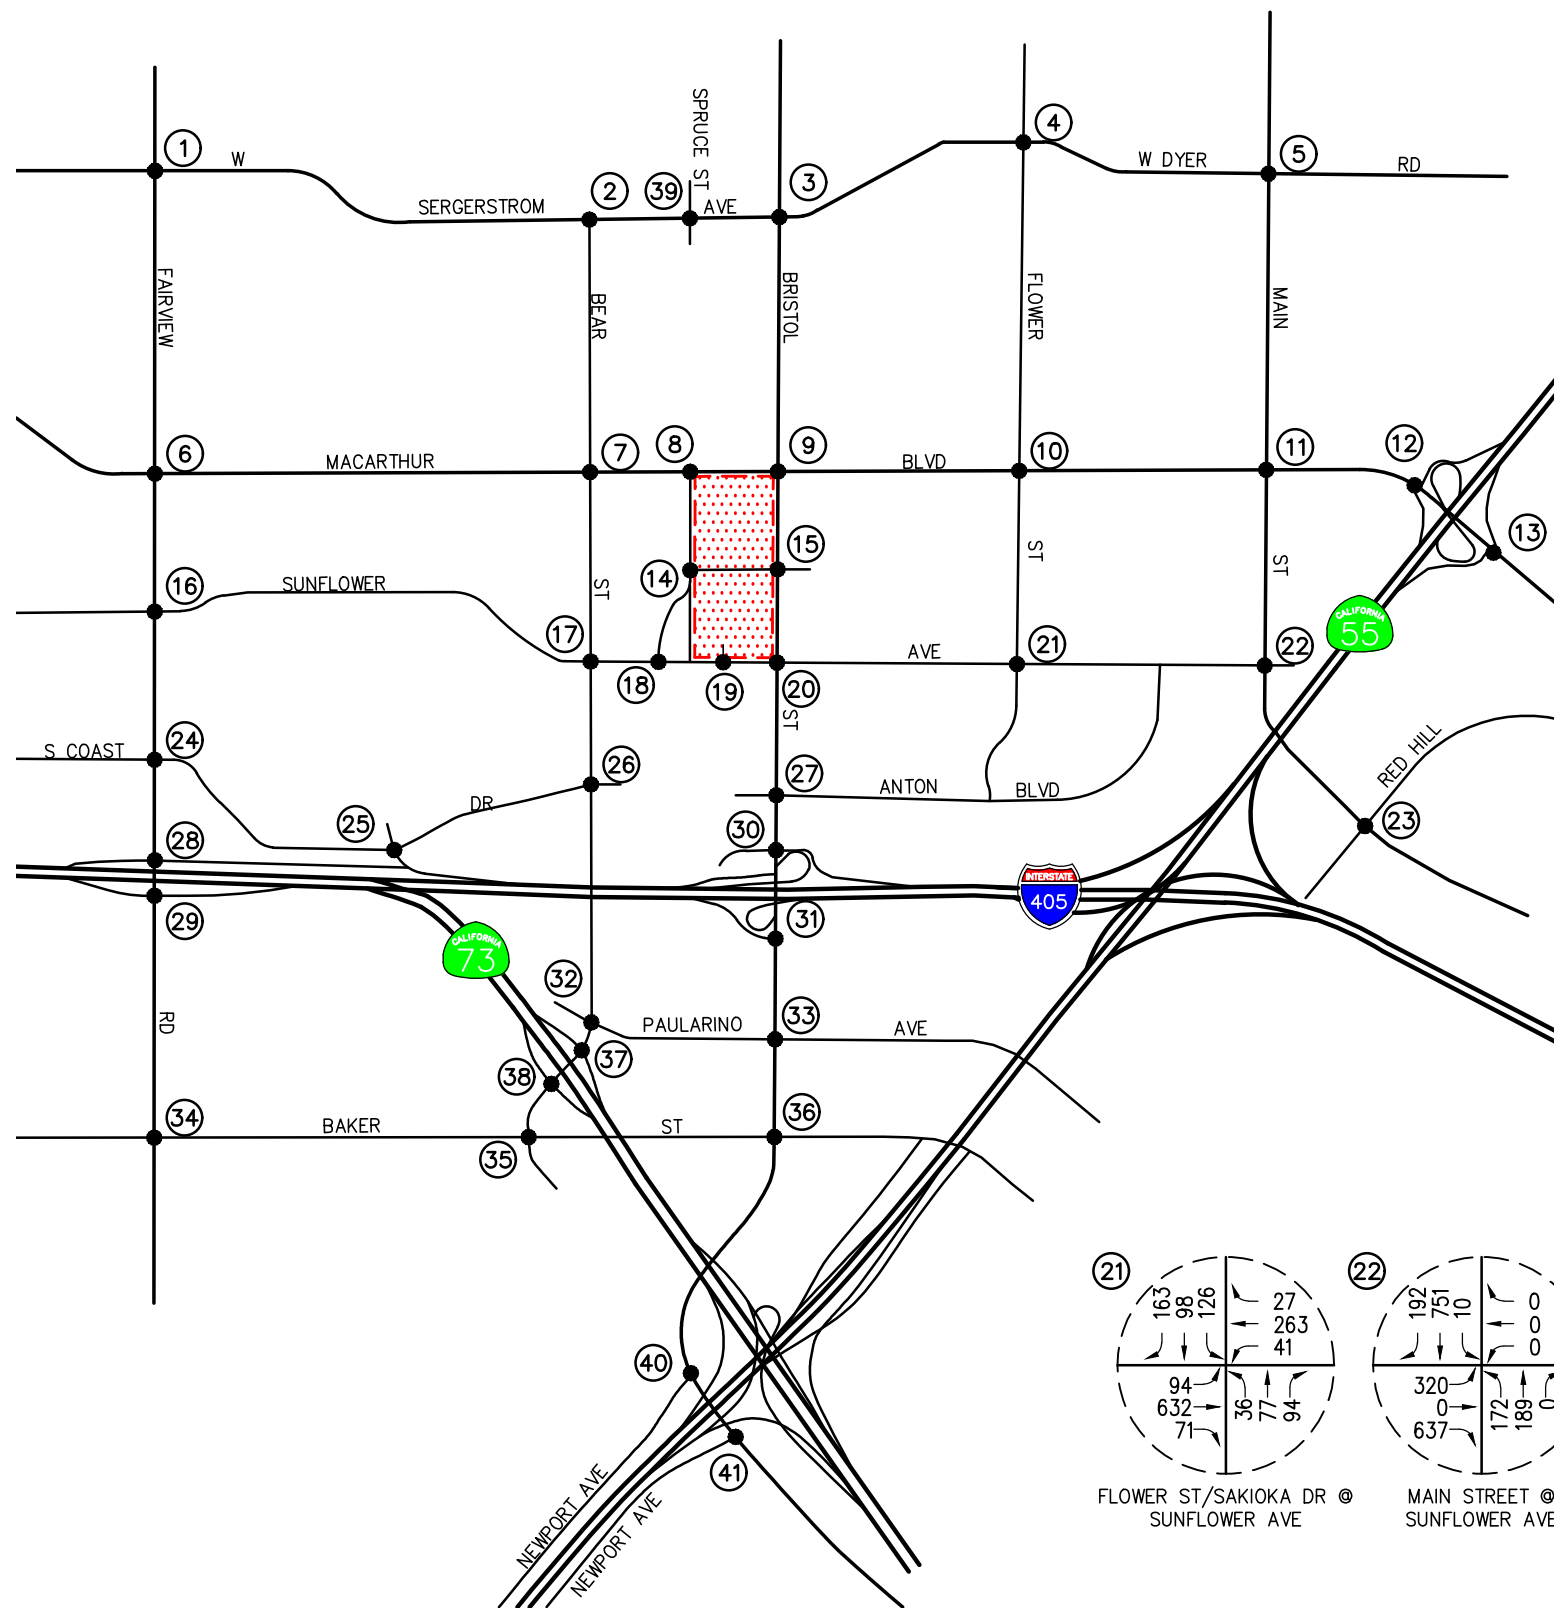 SPRUCE ST
1
W
4
5
W DYER
RD
2
39
3
SERGERSTROM
AVE
FAIRVIEW
BEAR
BRISTOL
FLOWER
MAIN
6
MACARTHUR
7
8
9
BLVD
10
11
12
13
15
14
ST
ST
ST
16
SUNFLOWER
17
CALIFORNIA
55
18
19
20
AVE
21
22
ST
S COAST
24
26
27
ANTON
BLVD
RED HILL
DR
25
23
28
30
29
31
INTERSTATE
405
CALIFORNIA
73
32
RD
PAULARINO
33
AVE
37
38
34
BAKER
ST
36
35
40
41
NEWPORT AVE
NEWPORT AVE
21
163
98
126
27
263
41
94
632
71
36
77
94
FLOWER ST/SAKIOKA DR @
SUNFLOWER AVE
22
192
751
10
0
0
0
320
0
637
172
189
0
MAIN STREET @
SUNFLOWER AVE